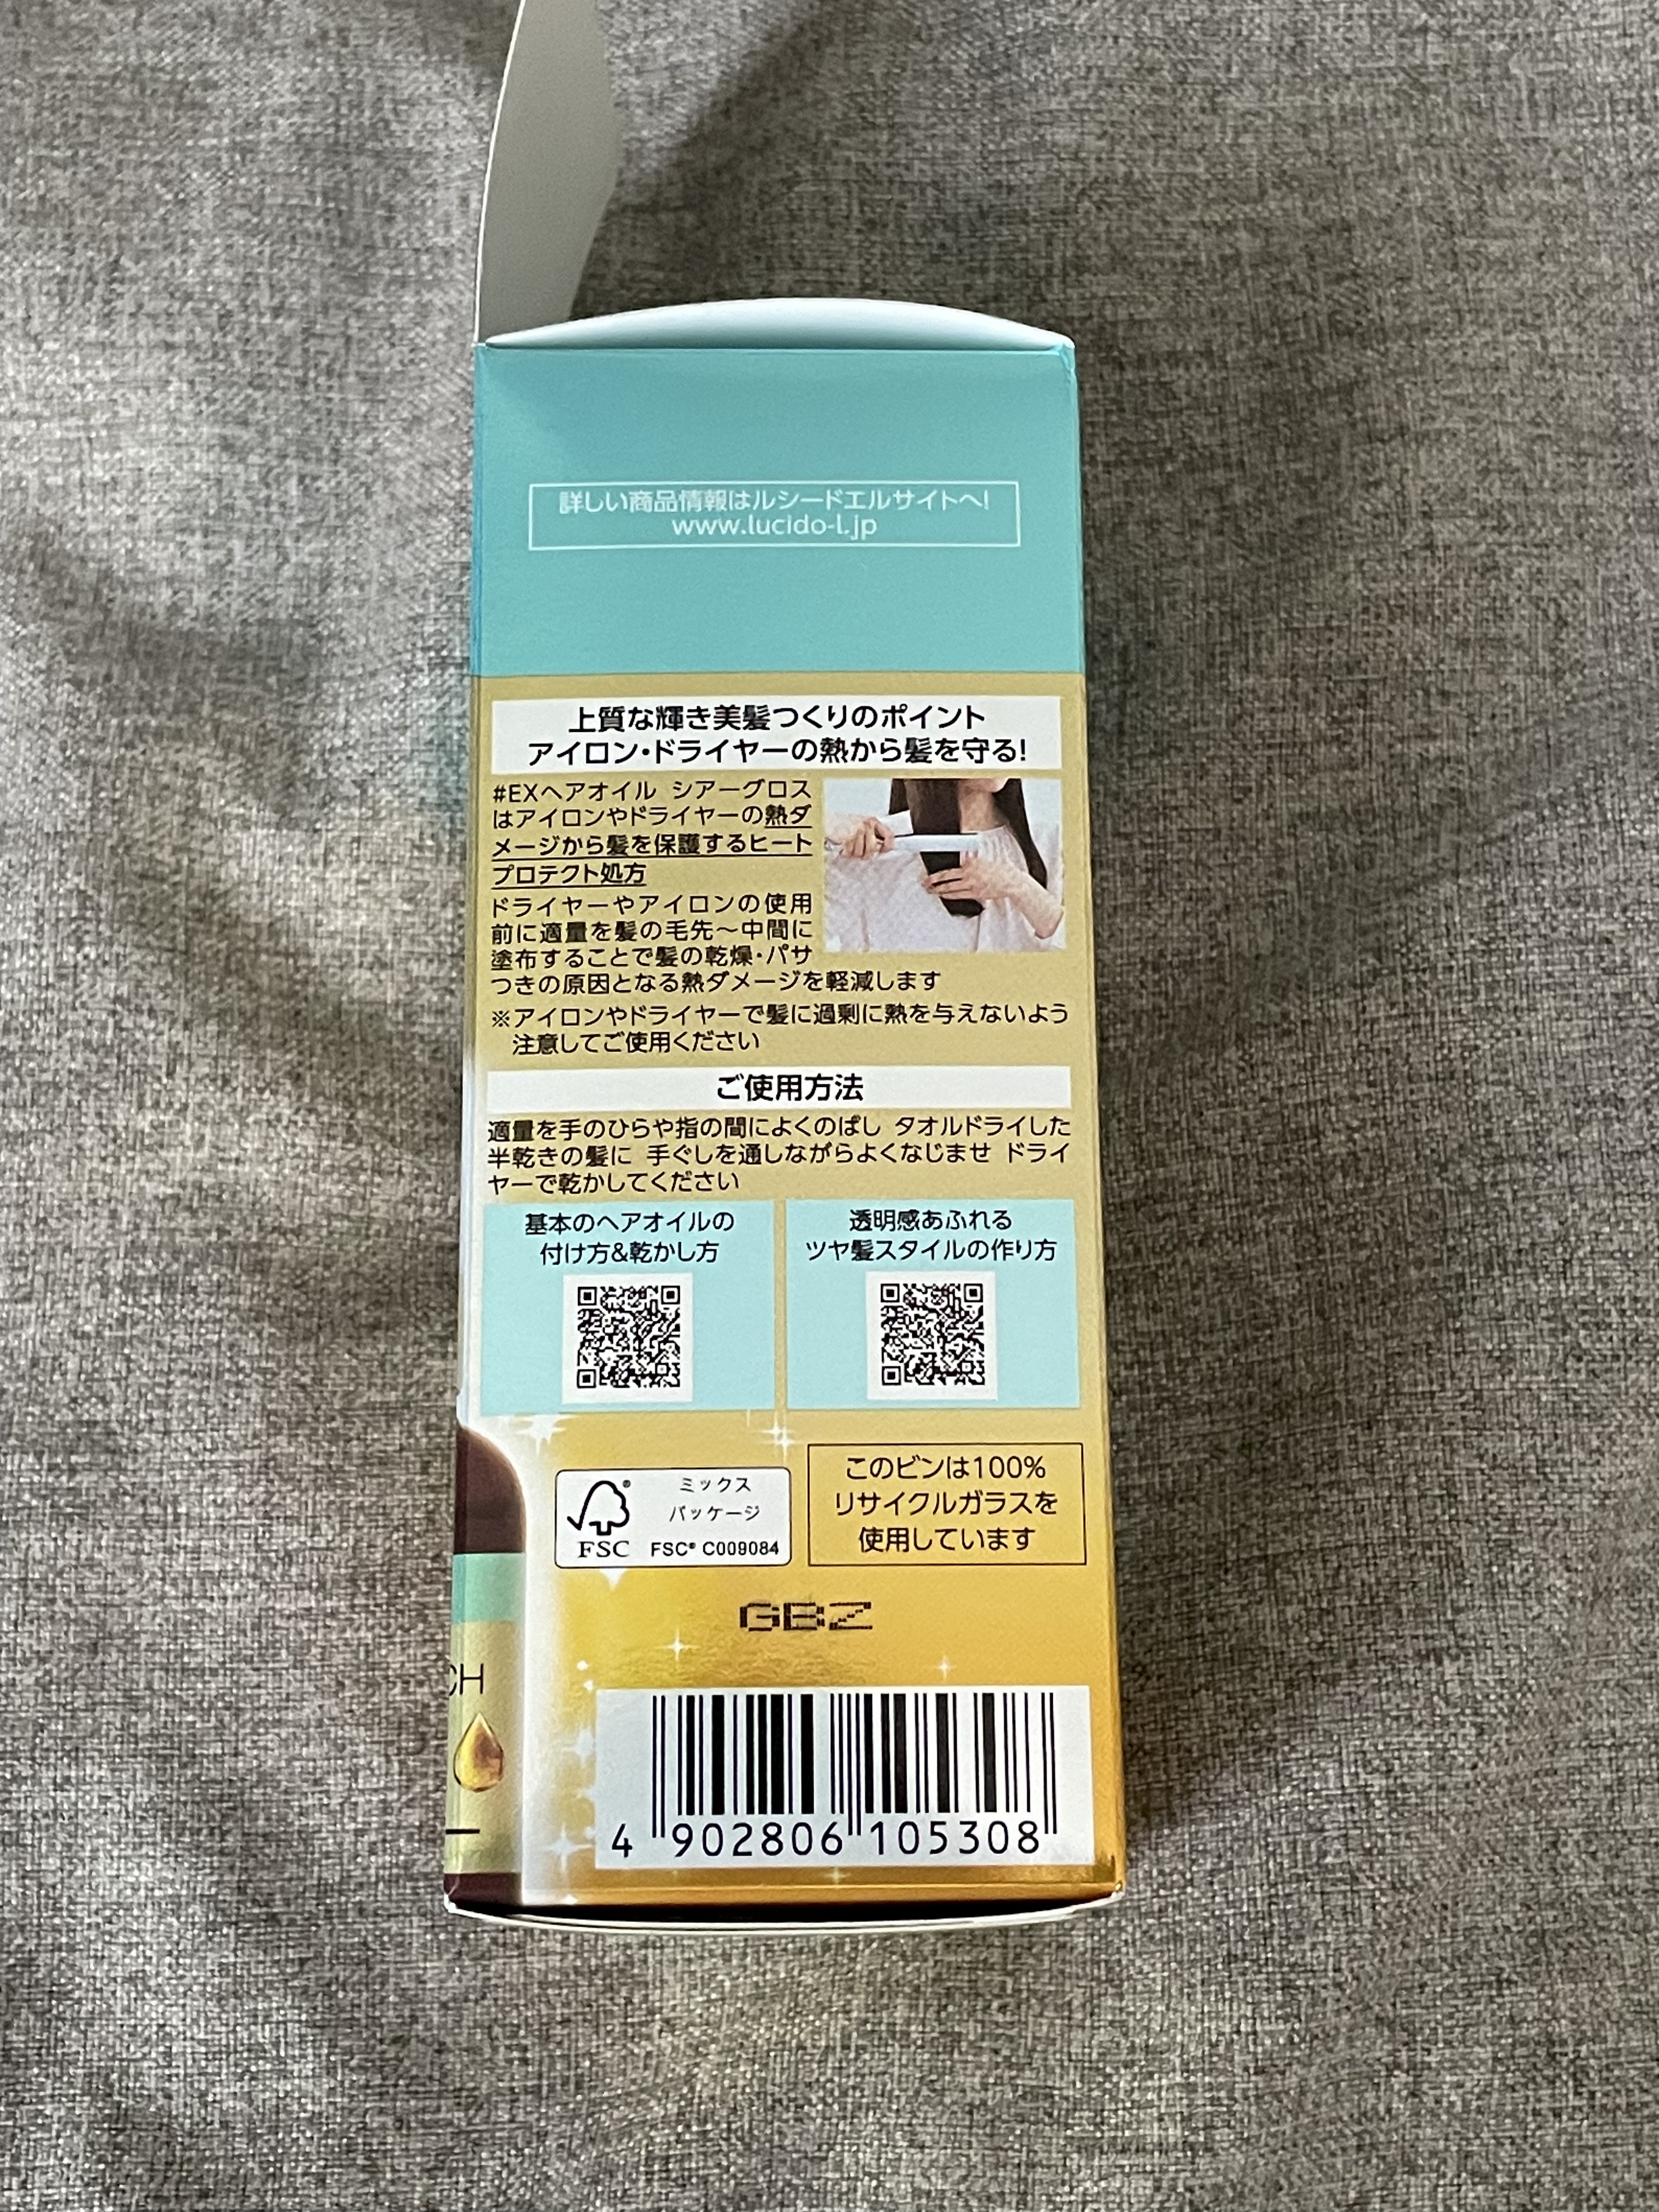 詳しい商品情報はルシードエルサイトへ!
www.lucido-l.jp
上質な輝き美髪つくりのポイント
アイロン・ドライヤーの熱から髪を守る!
#EXヘアオイル シアーグロス
はアイロンやドライヤーの熱ダ
メージから髪を保護するヒート
プロテクト処方
ドライヤーやアイロンの使用
前に適量を髪の毛先〜中間に
塗布することで髪の乾燥・パサ
つきの原因となる熱ダメージを軽減します
※アイロンやドライヤーで髪に過剰に熱を与えないよう
注意してご使用ください
ご使用方法
適量を手のひらや指の間によくのばし タオルドライした
半乾きの髪に 手ぐしを通しながらよくなじませ ドライ
ヤーで乾かしてください
基本のヘアオイルの
付け方&乾かし方
透明感あふれる
ツヤ髪スタイルの作り方
FSC
ミックス
パッケージ
FSC® C009084
このビンは100%
リサイクルガラスを
使用しています
GBZ
CH
4 902806 105308